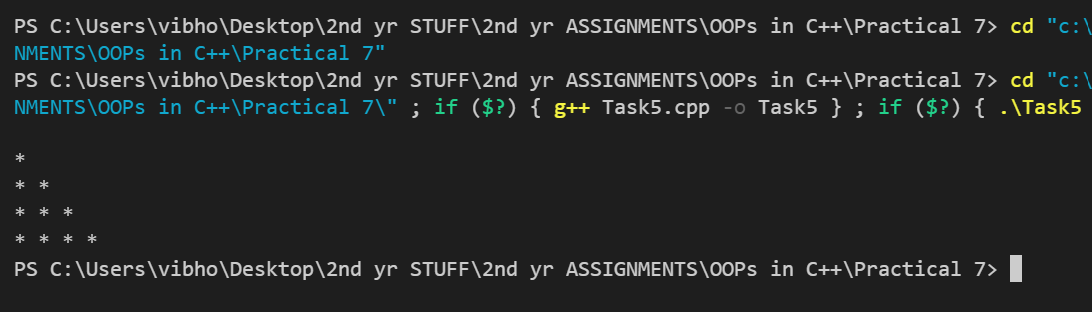 PS C:\Users\vibho\Desktop\2nd yr STUFF\2nd yr ASSIGNMENTS\OOPs in C++\Practical 7> cd "c:\
NMENTS\OOPs in C++\Practical 7"
PS C:\Users\vibho\Desktop\2nd yr STUFF\2nd yr ASSIGNMENTS\OOPs in C++\Practical 7> cd "c:\
NMENTS\OOPs in C++\Practical 7\" ; if ($?) { g++ Task5.cpp -o Task5 } ; if ($?) { .\Task5
*
* *
* * *
* * * *
PS C:\Users\vibho\Desktop\2nd yr STUFF\2nd yr ASSIGNMENTS\OOPs in C++\Practical 7>